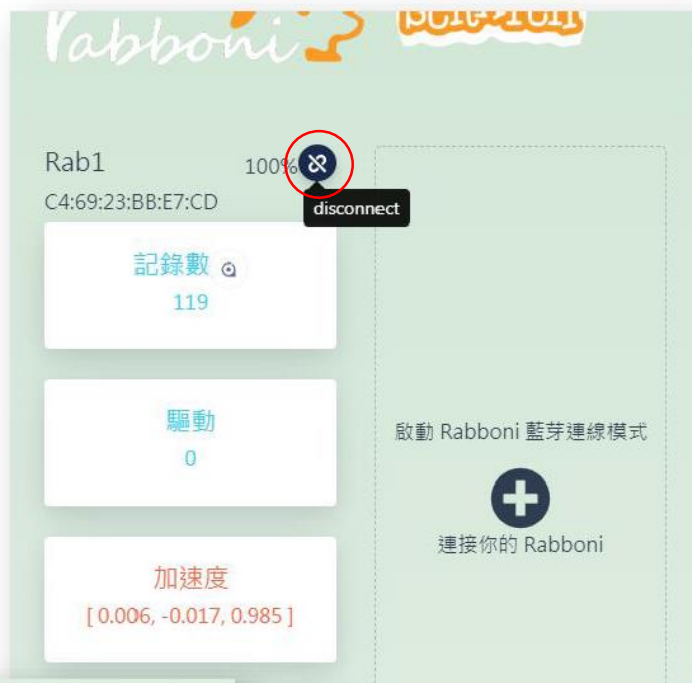 rabboni
Rab1
100%
C4:69:23:BB:E7:CD
disconnect
記錄數
119
驅動
0
加速度
[ 0.006, -0.017, 0.985 ]
啟動 Rabboni 藍芽連線模式
連接你的 Rabboni